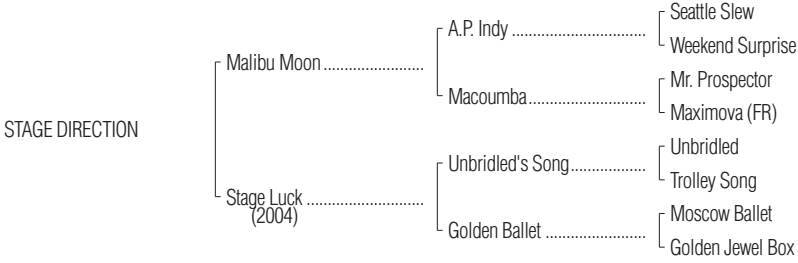 Seattle Slew
A.P. Indy ..............................
Weekend Surprise
Malibu Moon .......................
Mr. Prospector
Macoumba..........................
Maximova (FR)
STAGE DIRECTION
Unbridled
Unbridled's Song.................
Trolley Song
Stage Luck ...........................
(2004)
Moscow Ballet
Golden Ballet ......................
Golden Jewel Box